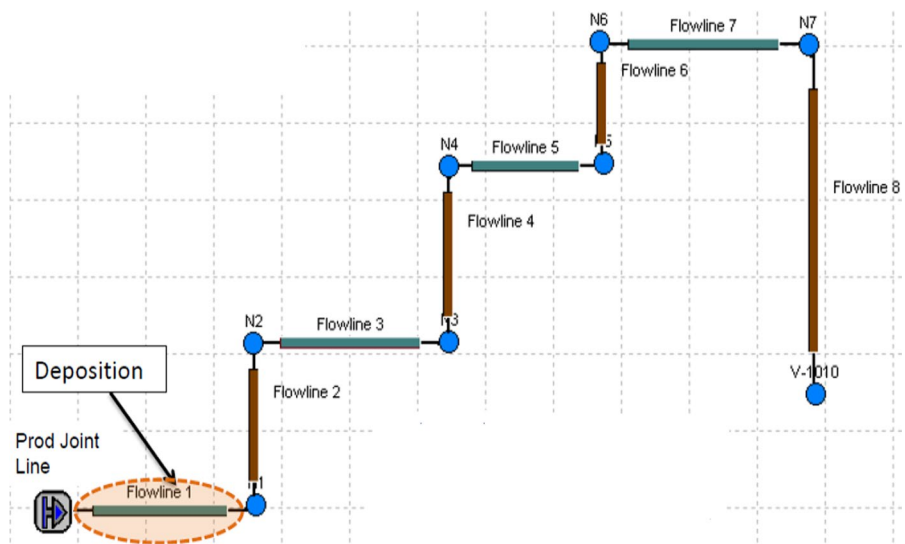 N6
Flowline 7
N7
Flowline 6
N4
Flowline 5
Flowline 8
Flowline 4
N2
Flowline 3
V-1010
Deposition
Flowline 2
Prod Joint
Line
Flowline 1